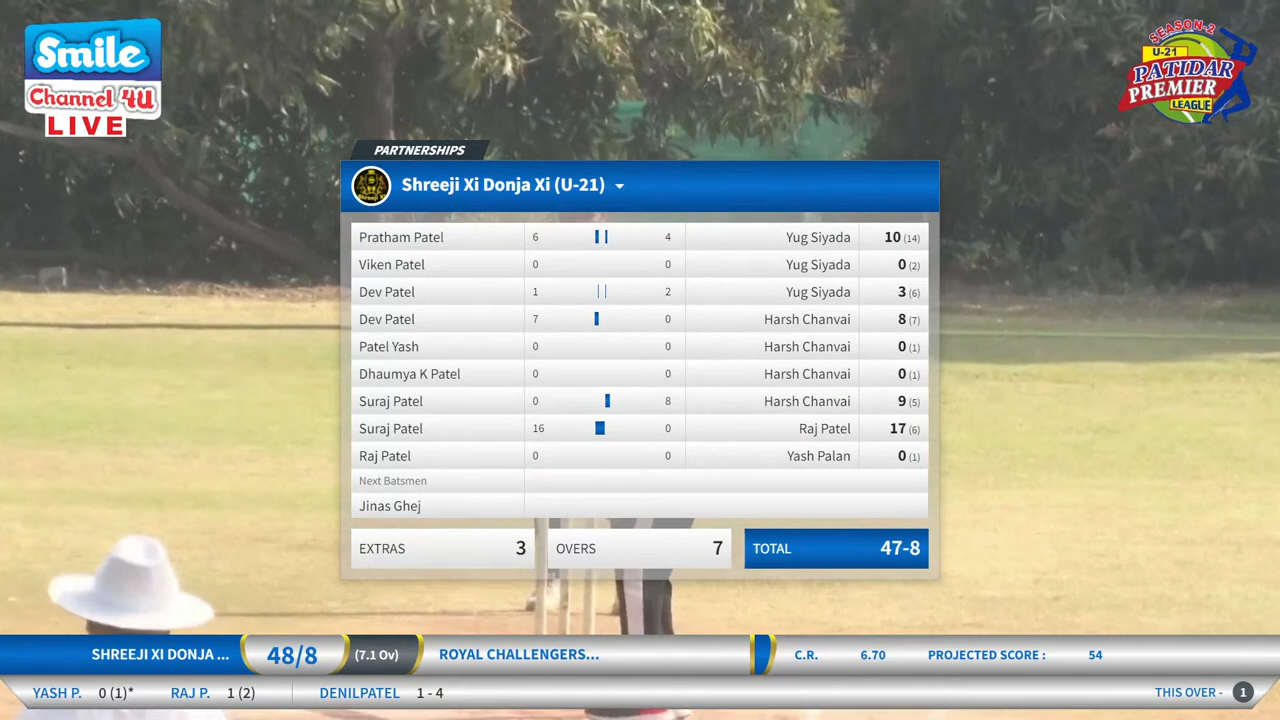 Smile
Channel 4U
LIVE
SEASON-2
U-21
PATIDAR
PREMIER
LEAGUE
PARTNERSHIPS
Shreeji Xi
Shreeji Xi Donja Xi (U-21)
Pratham Patel 6 4 Yug Siyada 10 (14)
Viken Patel 0 0 Yug Siyada 0 (2)
Dev Patel 1 2 Yug Siyada 3 (6)
Dev Patel 7 0 Harsh Chanvai 8 (7)
Patel Yash 0 0 Harsh Chanvai 0 (1)
Dhaumya K Patel 0 0 Harsh Chanvai 0 (1)
Suraj Patel 0 8 Harsh Chanvai 9 (5)
Suraj Patel 16 0 Raj Patel 17 (6)
Raj Patel 0 0 Yash Palan 0 (1)
Next Batsmen
Jinas Ghej
EXTRAS 3 OVERS 7 TOTAL 47-8
SHREEJI XI DONJA ... 48/8 (7.1 Ov) ROYAL CHALLENGERS... C.R. 6.70 PROJECTED SCORE : 54
YASH P. 0 (1)* RAJ P. 1 (2) DENILPATEL 1 - 4 THIS OVER - 1